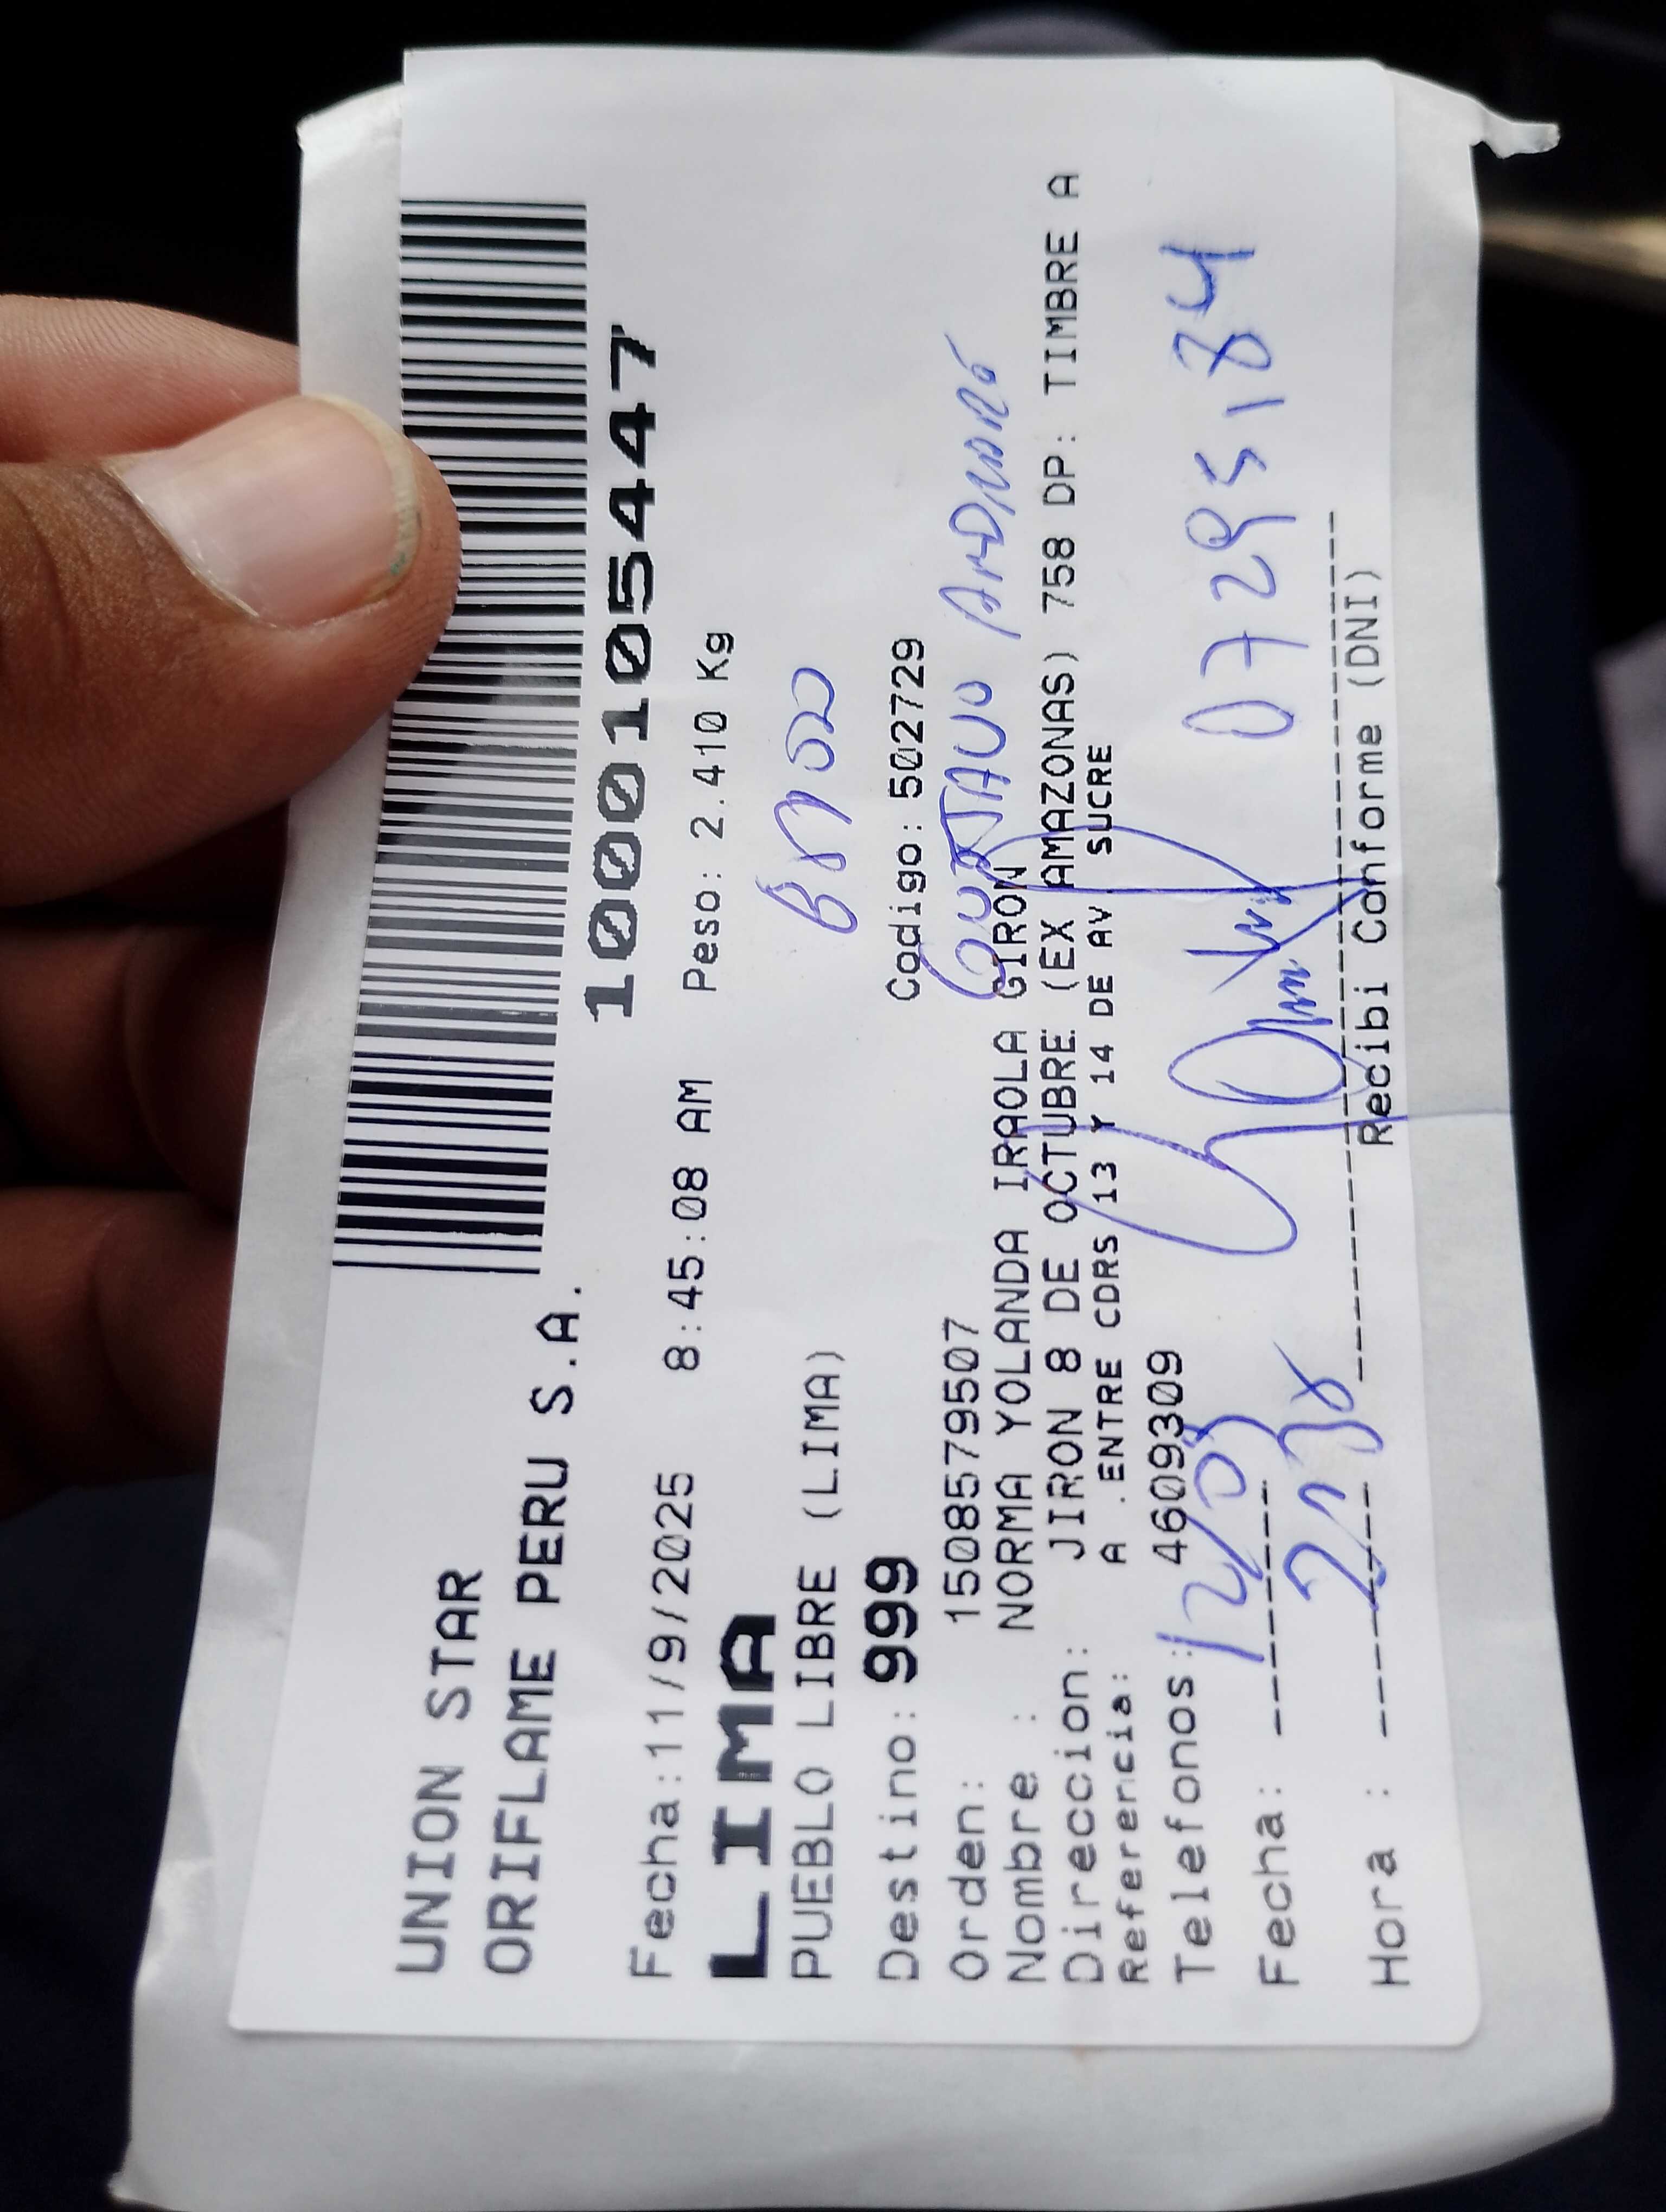 UNION STAR
ORIFLAME PERU S.A.
1000105447
Fecha:11/9/2025 8:45:08 AM Peso: 2.410 Kg
LIMA
PUEBLO LIBRE (LIMA)
Destino: 999 Codigo: 502729
Orden: 1508579507
GUSTAVO
Nombre : NORMA YOLANDA IRAOLA GIRON
Direccion: JIRON 8 DE OCTUBRE (EX AMAZONAS) 758 DP: TIMBRE A
Referencia: A .ENTRE CDRS 13 Y 14 DE AV SUCRE
Telefonos: 4609309
07295184
Fecha:
Hora :
Recibi Conforme (DNI)